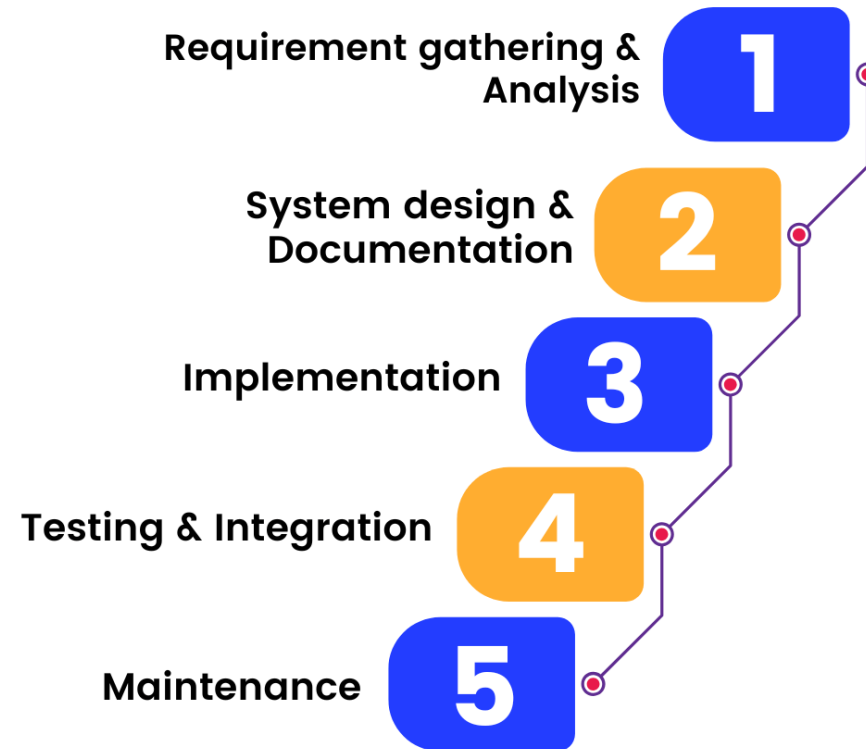 Requirement gathering &
Analysis
1
System design &
Documentation
2
Implementation
3
Testing & Integration
4
Maintenance
5